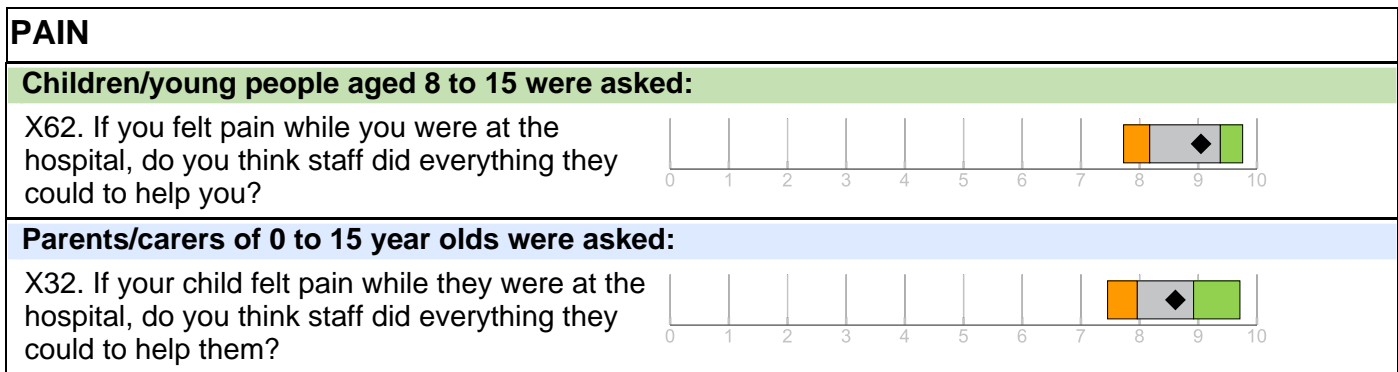 PAIN
Children/young people aged 8 to 15 were asked:
X62. If you felt pain while you were at the
hospital, do you think staff did everything they
could to help you?
0 1 2 3 4 5 6 7 8 9 10
Parents/carers of 0 to 15 year olds were asked:
X32. If your child felt pain while they were at the
hospital, do you think staff did everything they
could to help them?
0 1 2 3 4 5 6 7 8 9 10